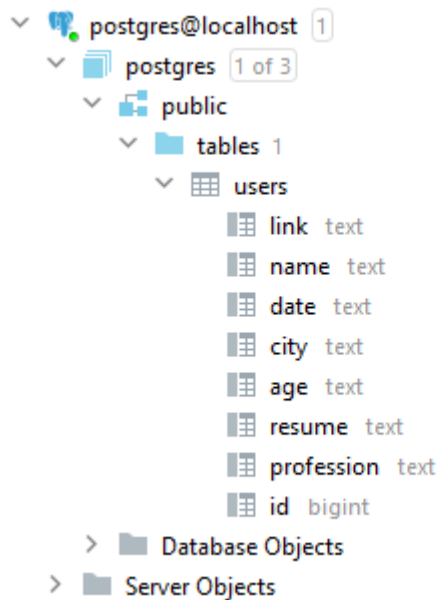 postgres@localhost 1
postgres 1 of 3
public
tables 1
users
link text
name text
date text
city text
age text
resume text
profession text
id bigint
Database Objects
Server Objects